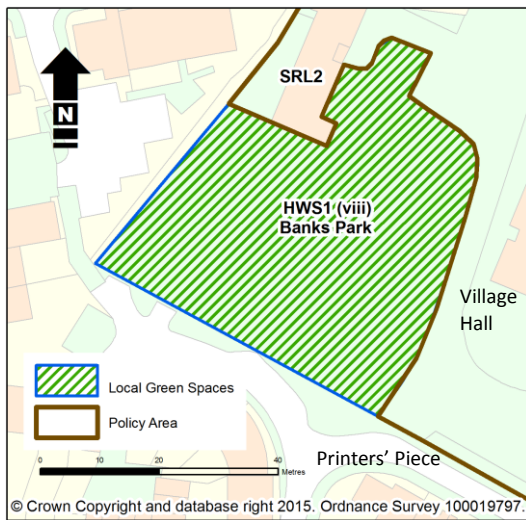 N
SRL2
HWS1 (viii)
Banks Park
Village
Hall
Local Green Spaces
Policy Area
0 10 20 40
Metres
Printers’ Piece
© Crown Copyright and database right 2015. Ordnance Survey 100019797.